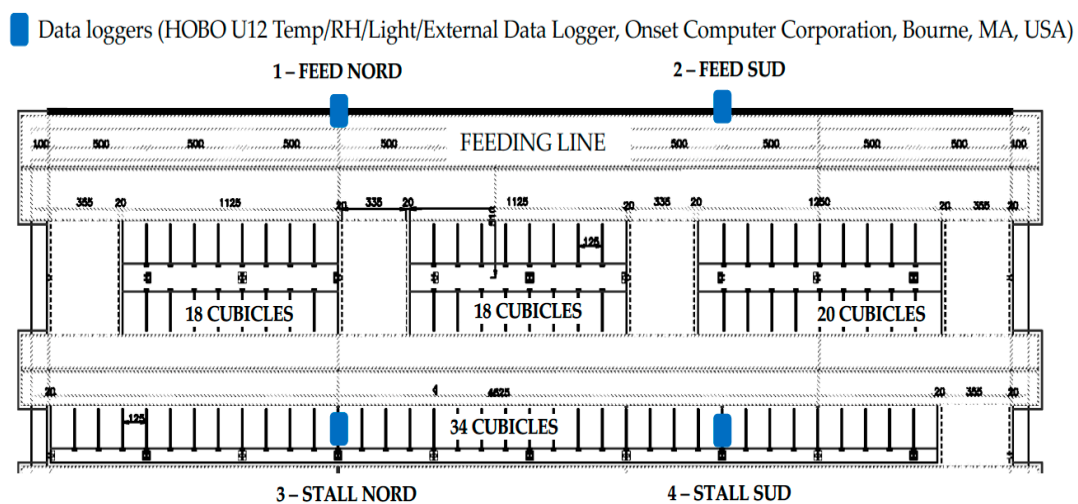 Data loggers (HOBO U12 Temp/RH/Light/External Data Logger, Onset Computer Corporation, Bourne, MA, USA)
1 – FEED NORD 2 – FEED SUD
100 500 500 500 500 FEEDING LINE 500 500 500 500 100
355 20 1125 20 335 20 1125 20 335 20 1250 20 355 20
125
18 CUBICLES 18 CUBICLES 20 CUBICLES
20 4625 20 355 20
125
34 CUBICLES
3 – STALL NORD 4 – STALL SUD